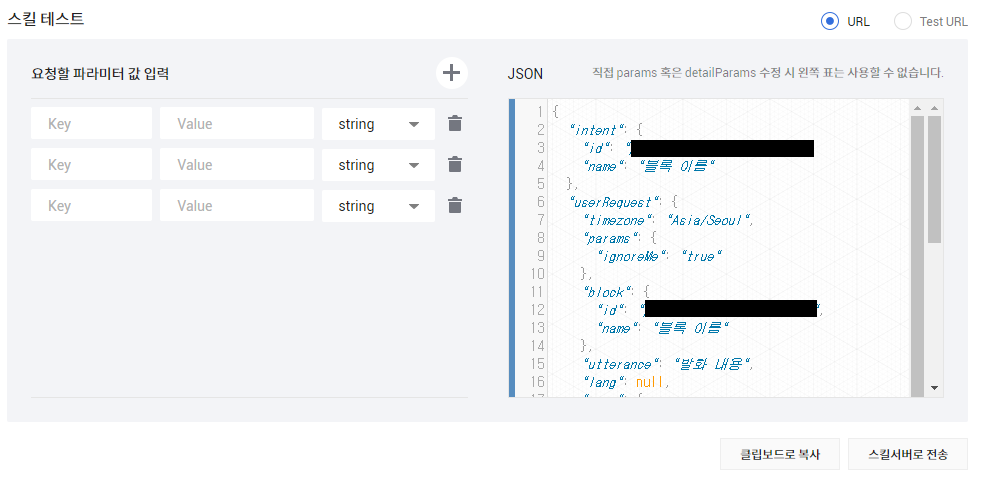 스킬 테스트
URL
Test URL
요청할 파라미터 값 입력
JSON
직접 params 혹은 detailParams 수정 시 왼쪽 표는 사용할 수 없습니다.
Key Value string
Key Value string
Key Value string
1 {
2 "intent": {
3 "id": "
4 "name": "블록 이름"
5 },
6 "userRequest": {
7 "timezone": "Asia/Seoul",
8 "params": {
9 "ignoreMe": "true"
10 },
11 "block": {
12 "id": " ",
13 "name": "블록 이름"
14 },
15 "utterance": "발화 내용",
16 "lang": null,
17
클립보드로 복사
스킬서버로 전송